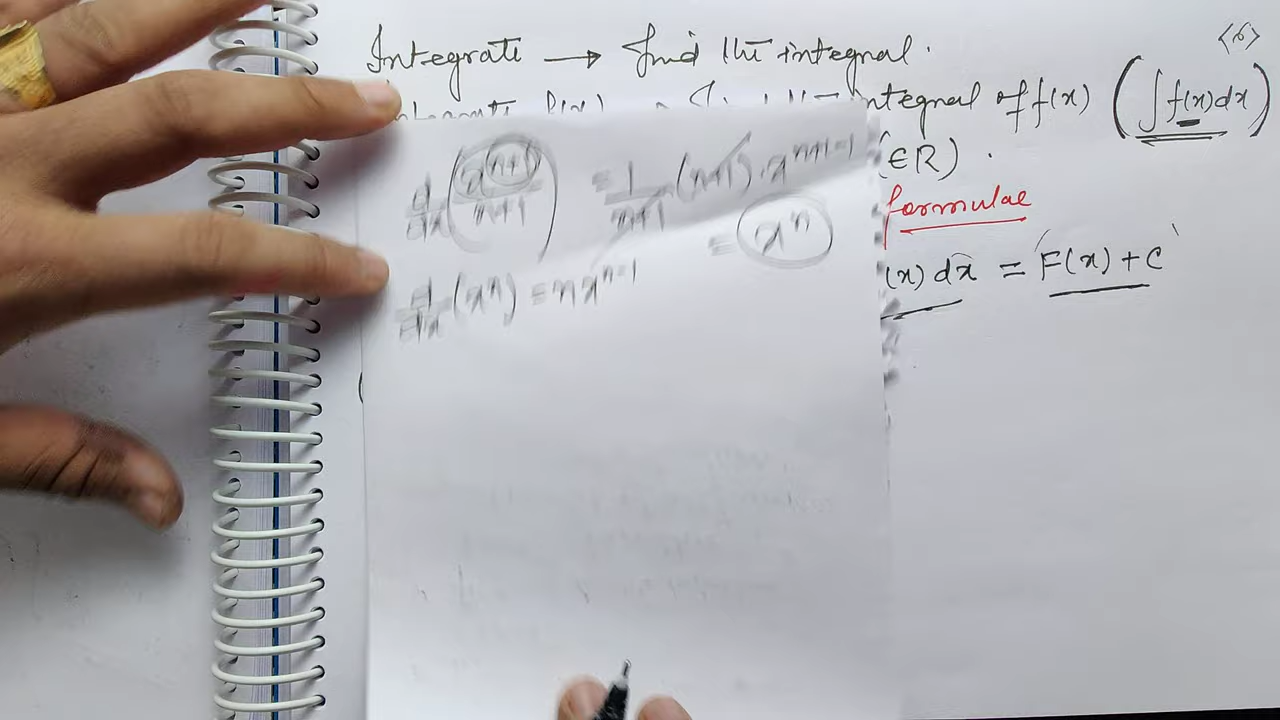 Integrate → find the integral.
<6>
f(x) integral of f(x) (∫f(x)dx)
(∈R).
formulae
(x) dx = F(x) + C
d/dx (x^(n+1)/n+1) = 1/n+1 (n+1)·x^n+1-1
= x^n
d/dx (x^n) = nx^n-1